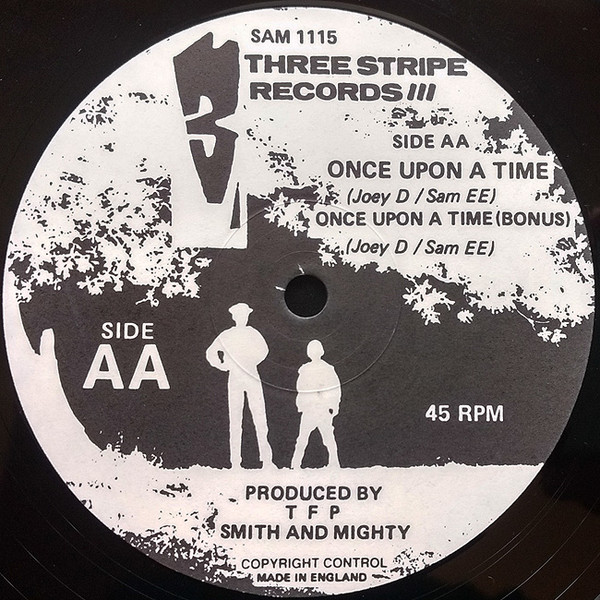 SAM 1115
THREE STRIPE
RECORDS ///
3
SIDE AA
ONCE UPON A TIME
(Joey D / Sam EE)
ONCE UPON A TIME (BONUS)
(Joey D / Sam EE)
SIDE
AA
45 RPM
PRODUCED BY
T F P
SMITH AND MIGHTY
COPYRIGHT CONTROL
MADE IN ENGLAND